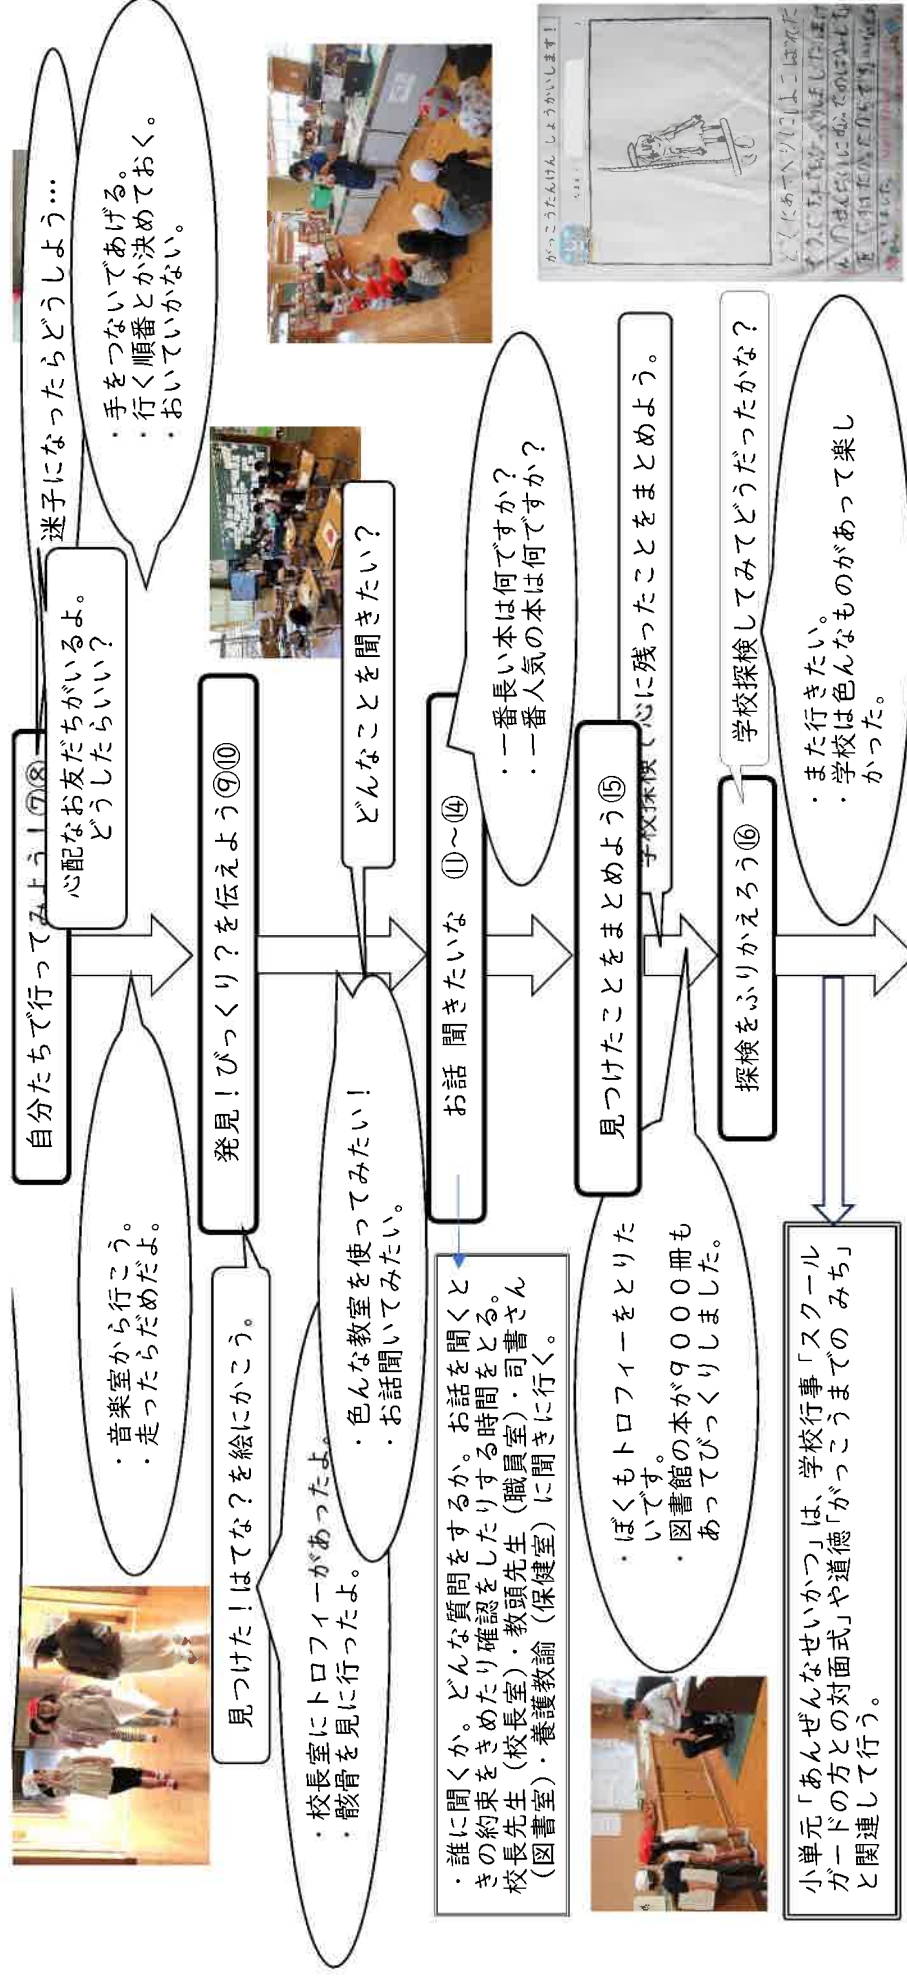 自分たちで行ってみよう！⑦⑧
迷子になったらどうしよう…
心配なお友だちがいるよ。
どうしたらいい？
・手をつないであげる。
・行く順番とか決めておく。
・おいていかない。
・音楽室から行こう。
・走ったらだめだよ。
発見！びっくり？を伝えよう⑨⑩
見つけた！はてな？を絵にかこう。
・校長室にトロフィーがあったよ。
・骸骨を見に行ったよ。
どんなことを聞きたい？
・色んな教室を使ってみたい！
・お話聞いてみたい。
お話　聞きたいな　⑪～⑭
・誰に聞くか。どんな質問をするか。お話を聞くと
きの約束をきめたり確認をしたりする時間をとる。
校長先生（校長室）・教頭先生（職員室）・司書さん
（図書室）・養護教諭（保健室）に聞きに行く。
・一番長い本は何ですか？
・一番人気の本は何ですか？
見つけたことをまとめよう⑮
学校探検で心に残ったことをまとめよう。
・ぼくもトロフィーをとりた
いです。
・図書館の本が９０００冊も
あってびっくりしました。
がっこうたんけん しょうかいします！
探検をふりかえろう⑯
学校探検してみてどうだったかな？
・また行きたい。
・学校は色んなものがあって楽し
かった。
小単元「あんぜんなせいかつ」は、学校行事「スクール
ガードの方との対面式」や道徳「がっこうまでの みち」
と関連して行う。